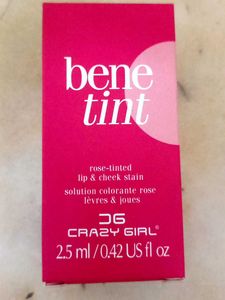 bene
tint
rose-tinted
lip & cheek stain
solution colorante rose
lèvres & joues
CG
CRAZY GIRL
2.5 ml / 0.42 US fl oz